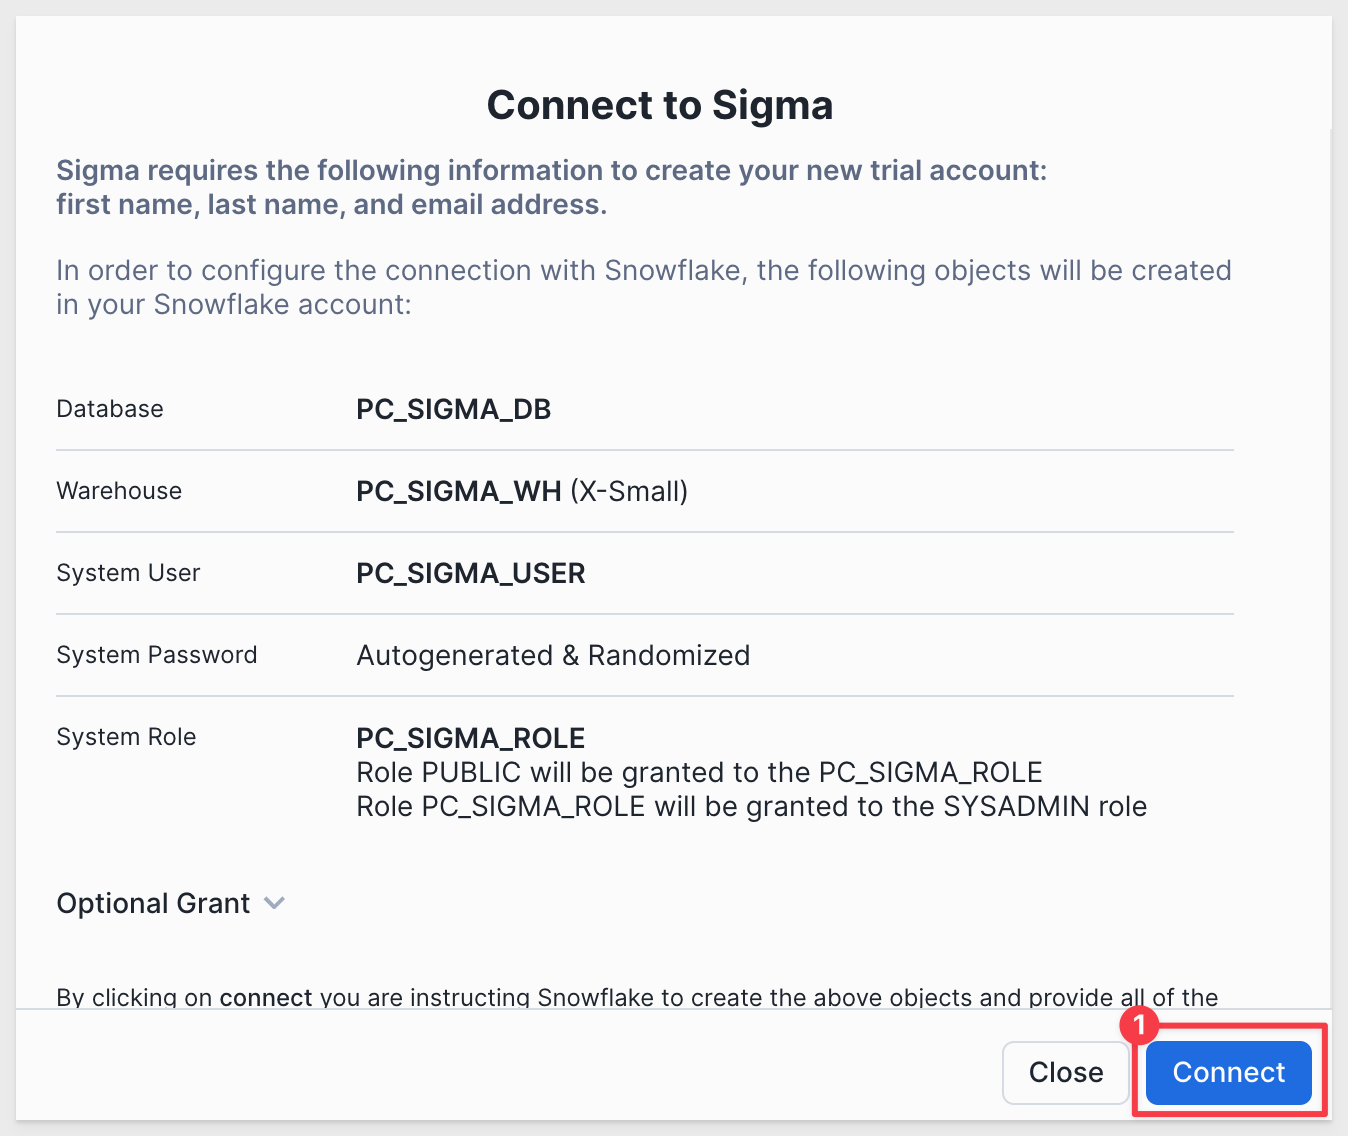 Connect to Sigma
Sigma requires the following information to create your new trial account:
first name, last name, and email address.
In order to configure the connection with Snowflake, the following objects will be created
in your Snowflake account:
Database PC_SIGMA_DB
Warehouse PC_SIGMA_WH (X-Small)
System User PC_SIGMA_USER
System Password Autogenerated & Randomized
System Role PC_SIGMA_ROLE
Role PUBLIC will be granted to the PC_SIGMA_ROLE
Role PC_SIGMA_ROLE will be granted to the SYSADMIN role
Optional Grant
By clicking on connect you are instructing Snowflake to create the above objects and provide all of the
1
Close Connect